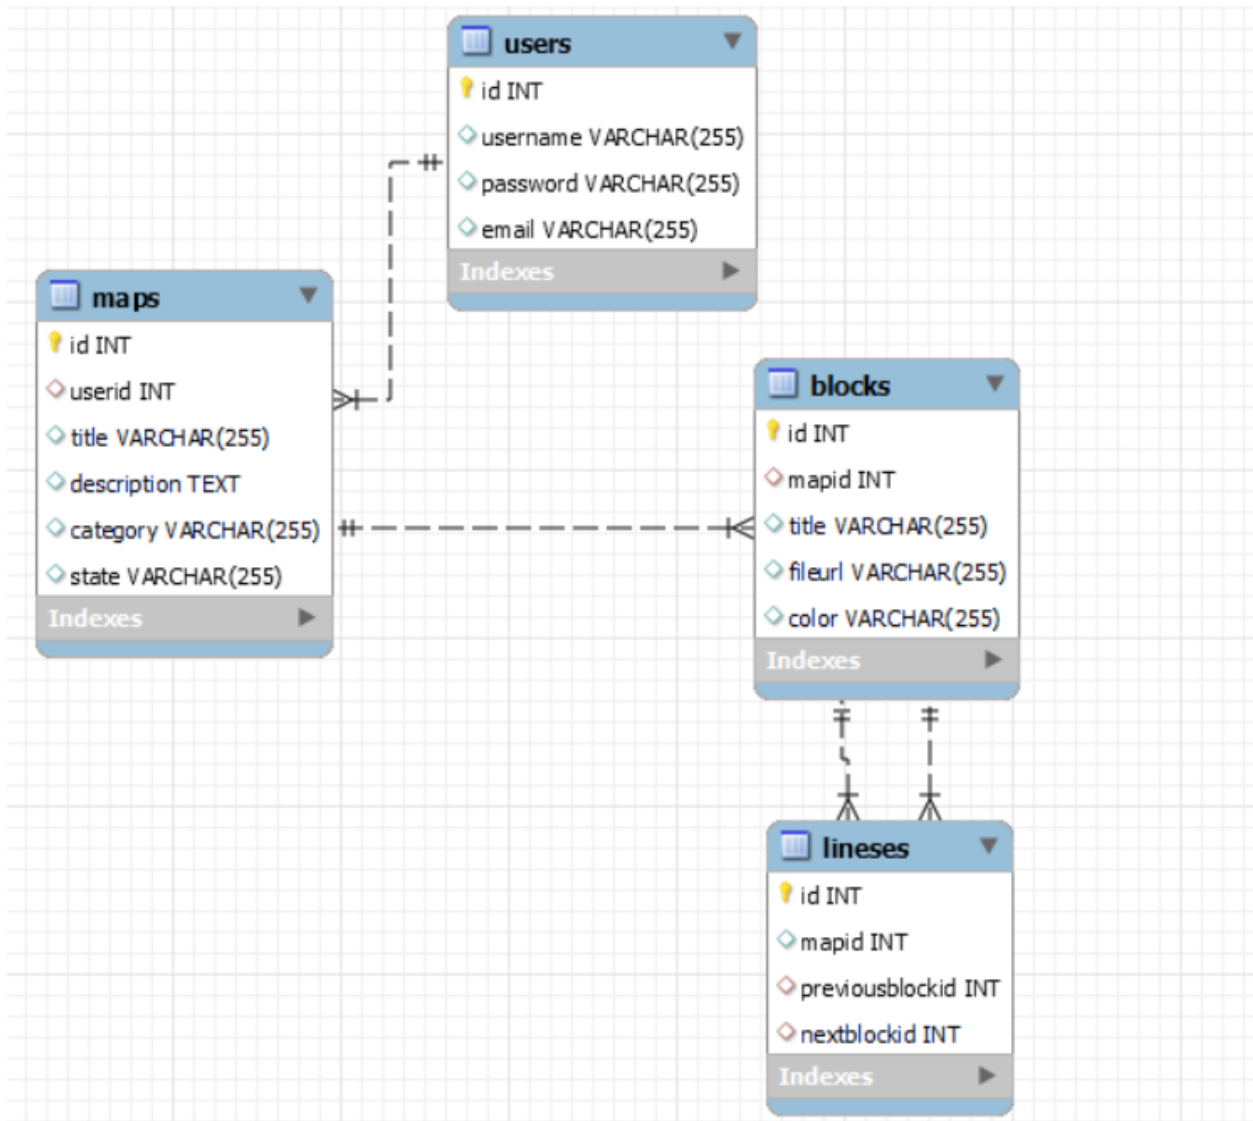 users
id INT
username VARCHAR(255)
password VARCHAR(255)
email VARCHAR(255)
Indexes
maps
id INT
userid INT
title VARCHAR(255)
description TEXT
category VARCHAR(255)
state VARCHAR(255)
Indexes
blocks
id INT
mapid INT
title VARCHAR(255)
fileurl VARCHAR(255)
color VARCHAR(255)
Indexes
lineses
id INT
mapid INT
previousblockid INT
nextblockid INT
Indexes